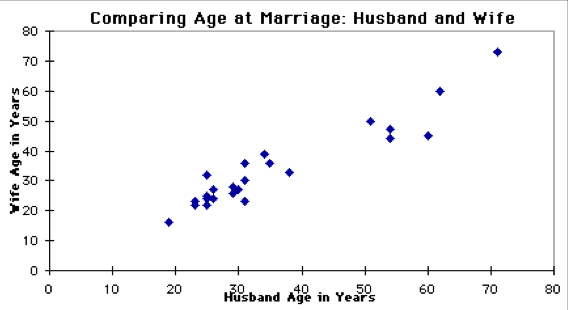 Comparing Age at Marriage: Husband and Wife
80
70
60
50
40
30
20
10
0
Wife Age in Years
0 10 20 30 40 50 60 70 80
Husband Age in Years